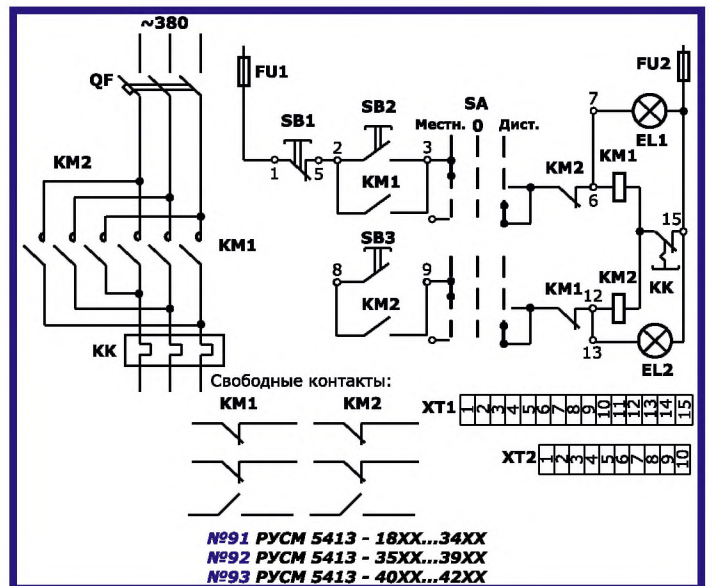 ~380
QF
FU1
FU2
SB1
SB2
SA
Местн. 0 Дист.
7
EL1
KM2
1
5
2
3
KM1
KM2
6
KM1
15
KM1
SB3
8
9
KM2
KM1
12
KM2
KK
13
EL2
KK
Свободные контакты:
KM1 KM2
XT1 1 2 3 4 5 6 7 8 9 10 11 12 13 14 15
XT2 1 2 3 4 5 6 7 8 9 10
№91 РУСМ 5413 - 18XX...34XX
№92 РУСМ 5413 - 35XX...39XX
№93 РУСМ 5413 - 40XX...42XX